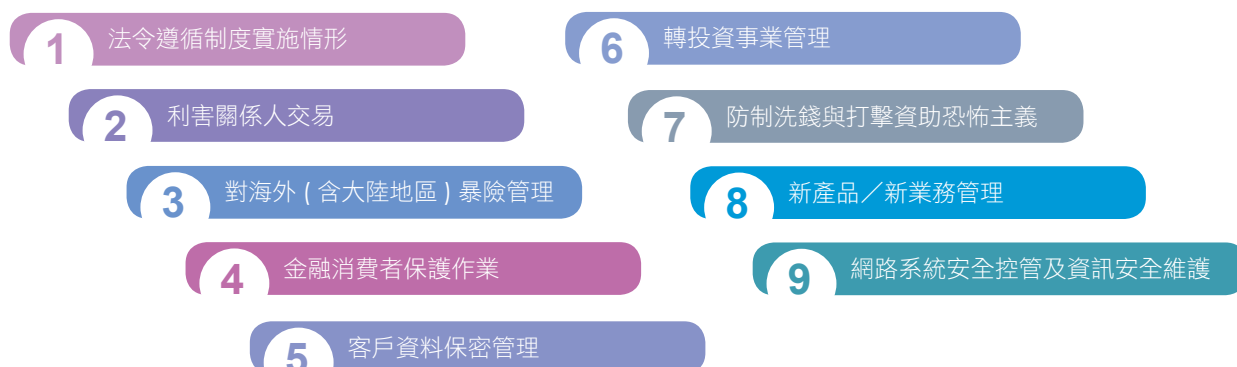 1 法令遵循制度實施情形
2 利害關係人交易
3 對海外 ( 含大陸地區 ) 暴險管理
4 金融消費者保護作業
5 客戶資料保密管理
6 轉投資事業管理
7 防制洗錢與打擊資助恐怖主義
8 新產品／新業務管理
9 網路系統安全控管及資訊安全維護